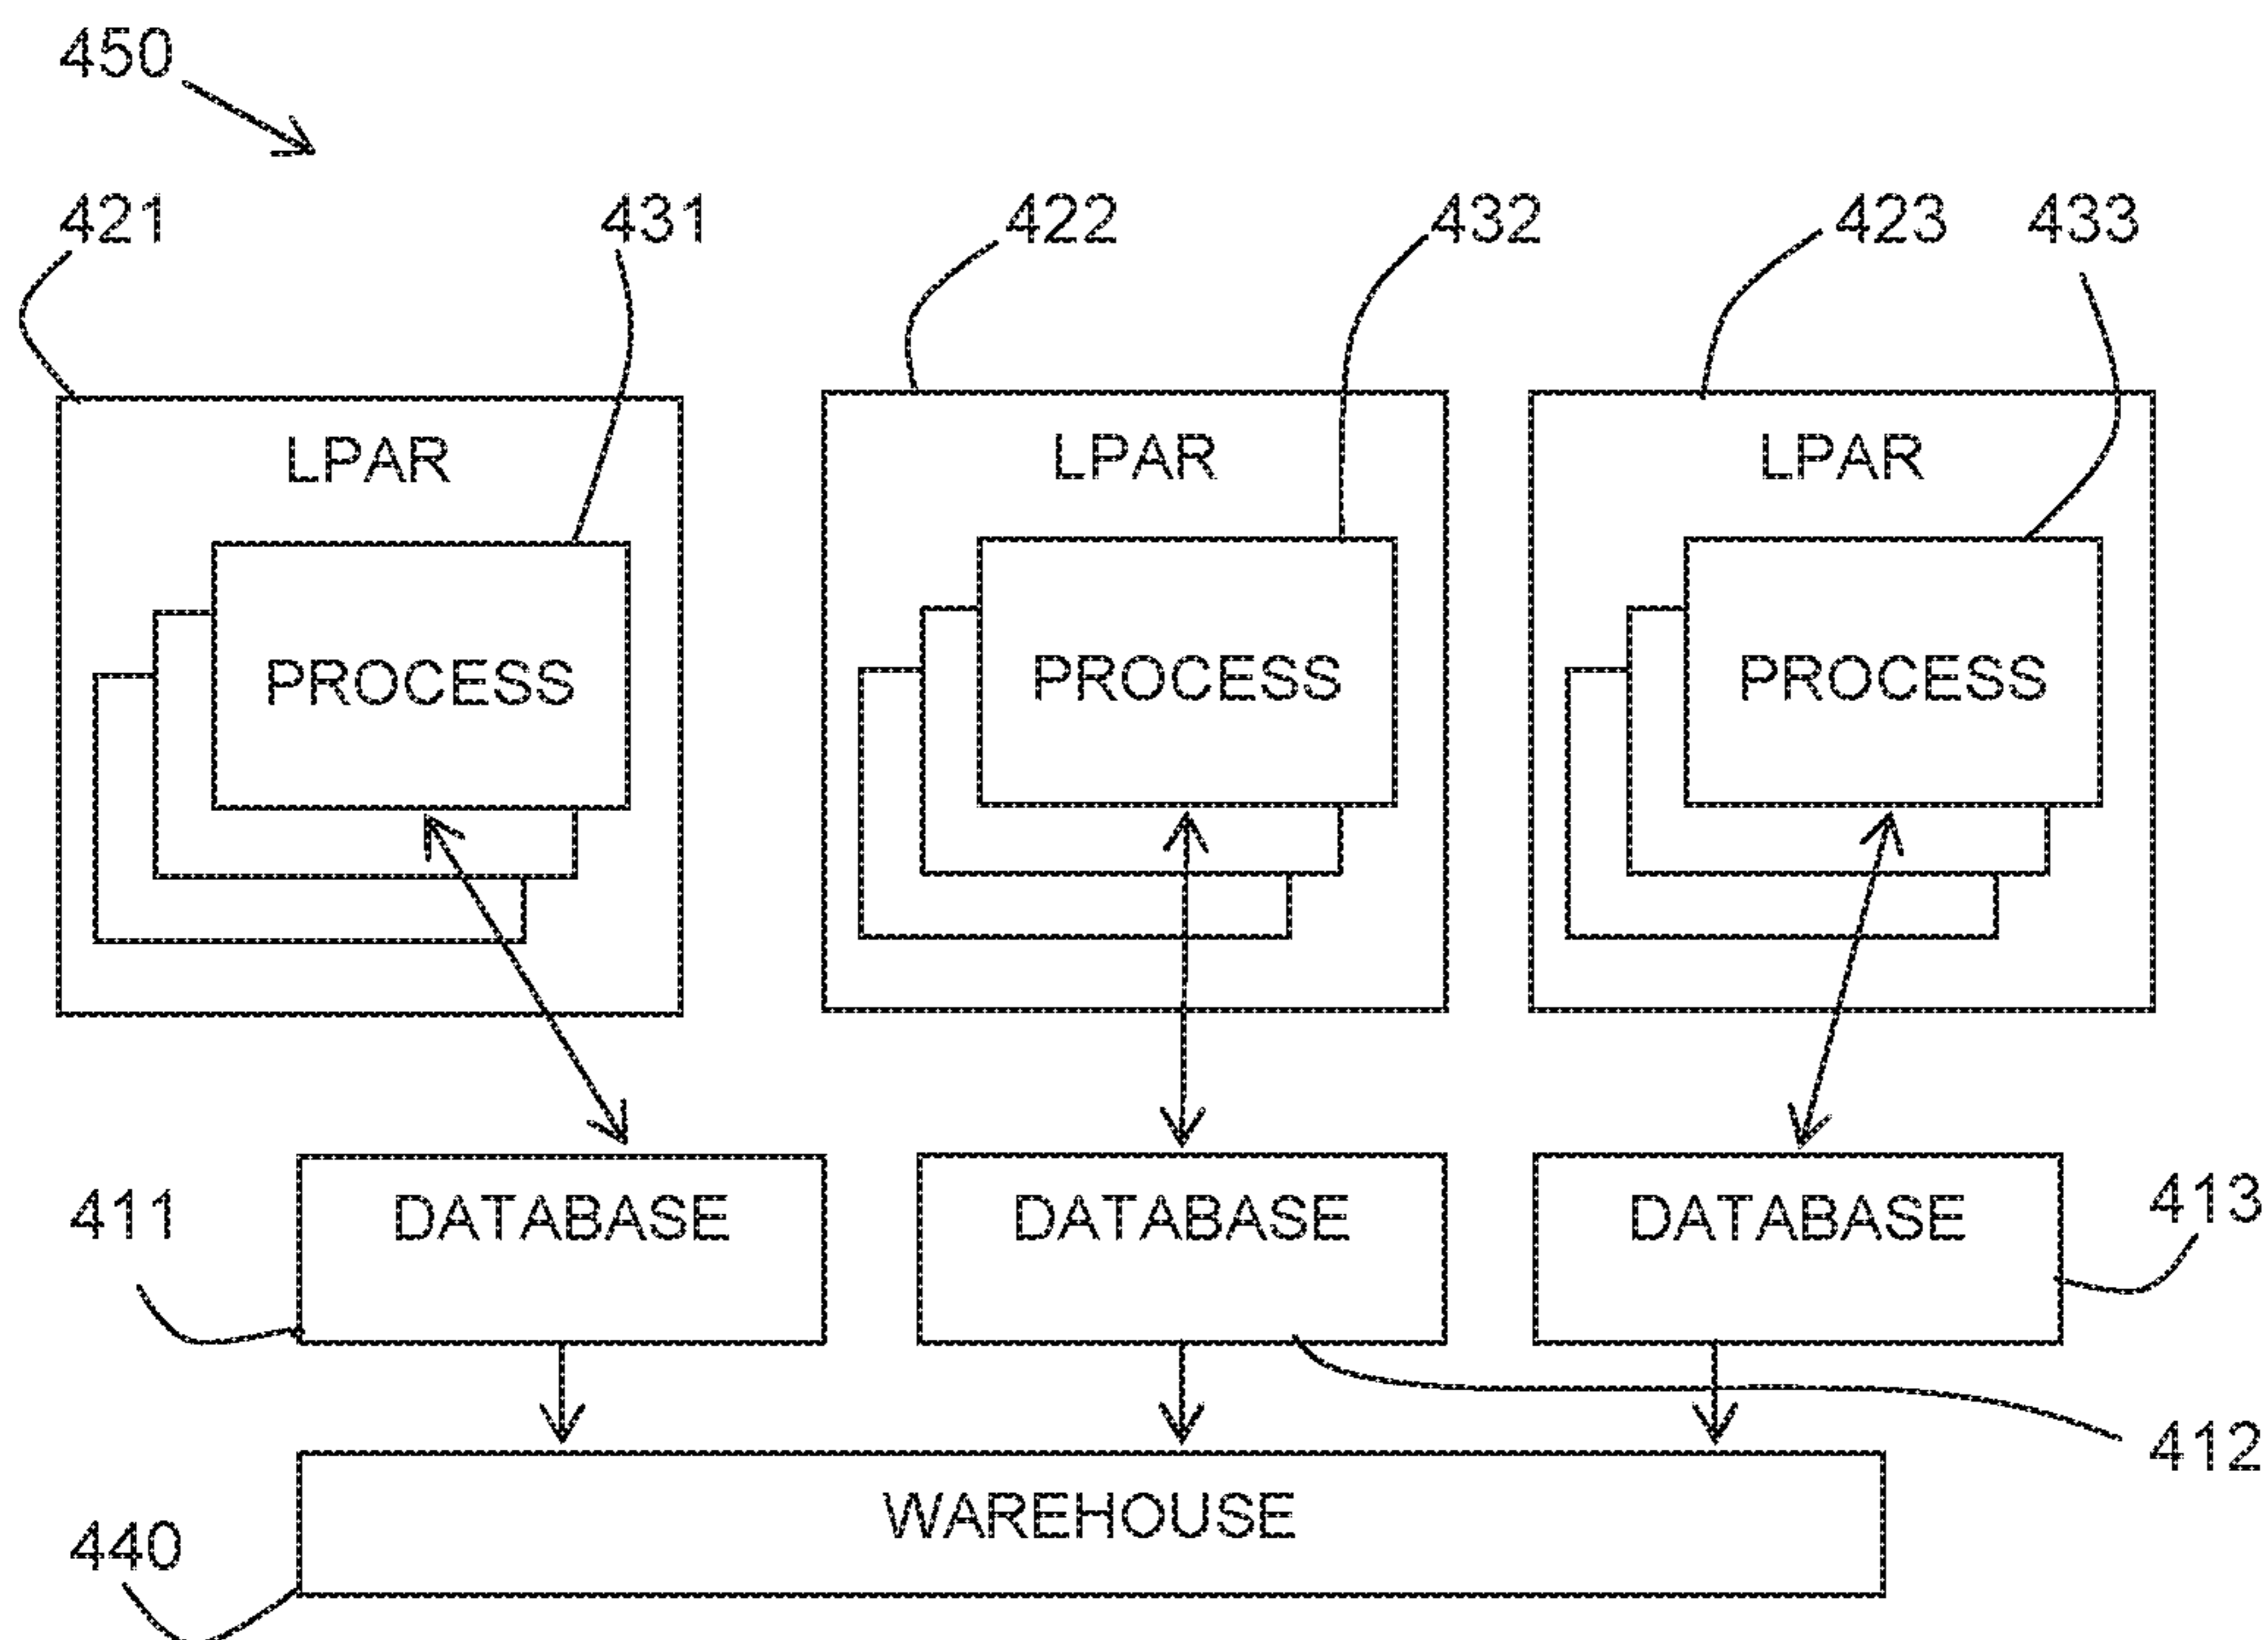 450
421 431 422 432 423 433
LPAR LPAR LPAR
PROCESS PROCESS PROCESS
411 DATABASE DATABASE DATABASE 413
412
WAREHOUSE
440